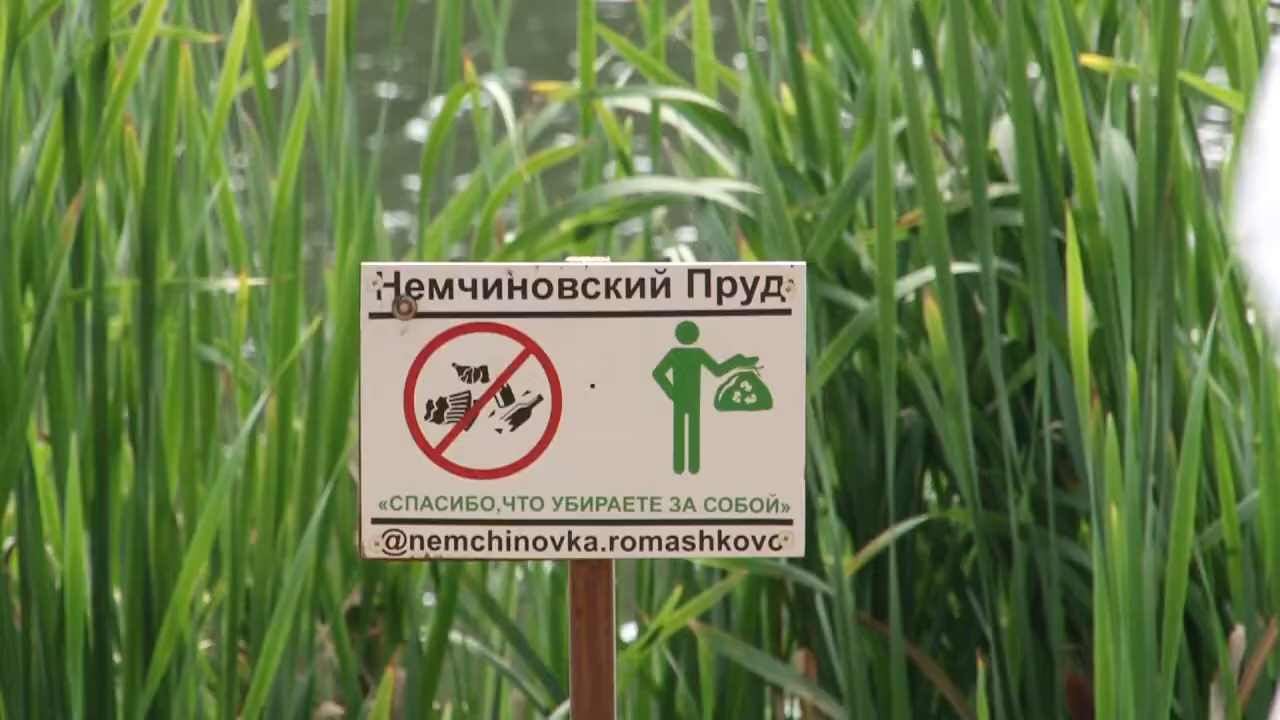 Немчиновский Пруд
«СПАСИБО,ЧТО УБИРАЕТЕ ЗА СОБОЙ»
@nemchinovka.romashkovo